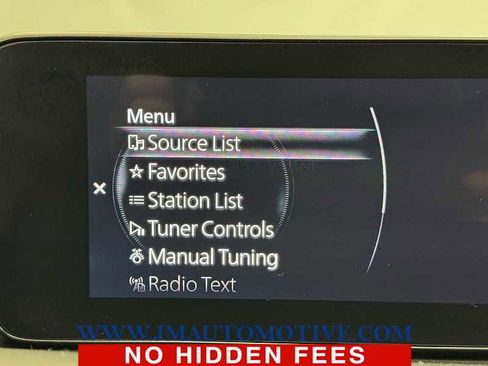 Menu
Source List
Favorites
Station List
Tuner Controls
Manual Tuning
Radio Text
WWW.JMAUTOMOTIVE.COM
NO HIDDEN FEES